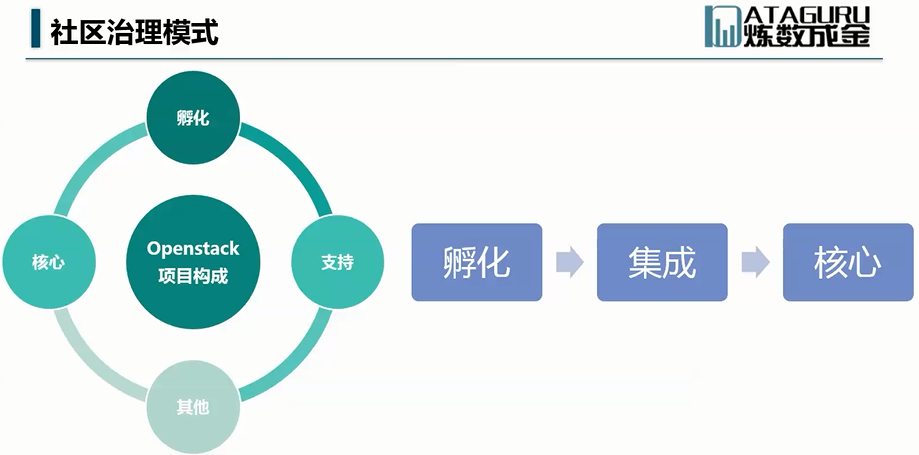 社区治理模式
DATAGURU
炼数成金
孵化
核心
Openstack
项目构成
支持
其他
孵化
集成
核心